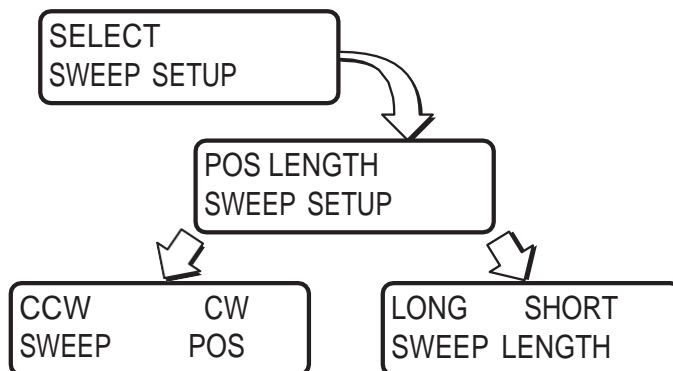 SELECT
SWEEP SETUP
POS LENGTH
SWEEP SETUP
CCW CW
SWEEP POS
LONG SHORT
SWEEP LENGTH